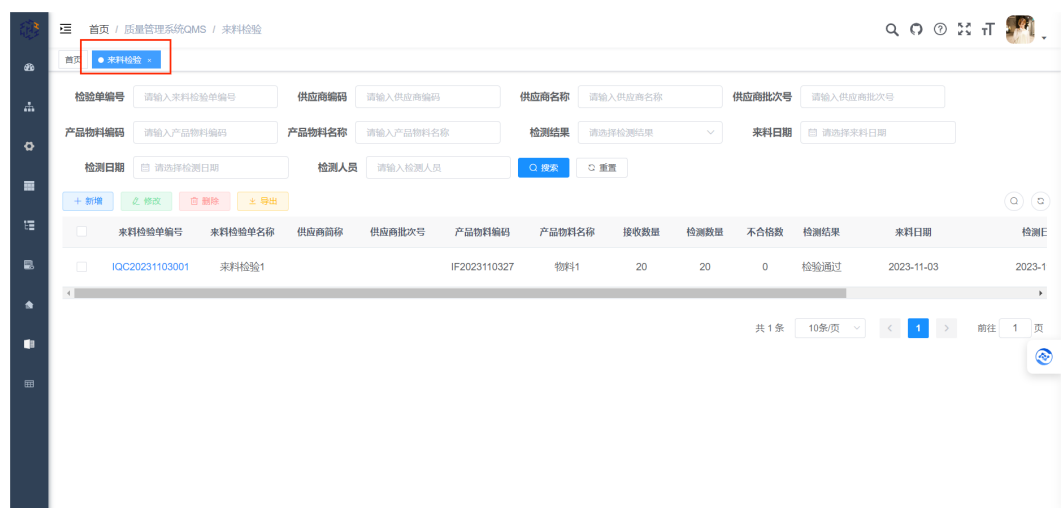 首页 / 质量管理系统QMS / 来料检验
首页 来料检验 ×
检验单编号 请输入来料检验单编号 供应商编码 请输入供应商编码 供应商名称 请输入供应商名称 供应商批次号 请输入供应商批次号
产品物料编码 请输入产品物料编码 产品物料名称 请输入产品物料名称 检测结果 请选择检测结果 来料日期 请选择来料日期
检测日期 请选择检测日期 检测人员 请输入检测人员 搜索 重置
+ 新增 修改 删除 导出
来料检验单编号 来料检验单名称 供应商简称 供应商批次号 产品物料编码 产品物料名称 接收数量 检测数量 不合格数 检测结果 来料日期 检测日
IQC20231103001 来料检验1 IF2023110327 物料1 20 20 0 检验通过 2023-11-03 2023-1
共 1 条 10条/页 < 1 > 前往 1 页